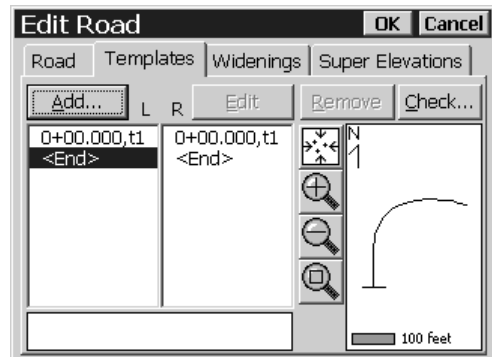 Edit Road OK Cancel
Road Templates Widenings Super Elevations
Add... L R Edit Remove Check...
0+00.000,t1 0+00.000,t1 N
<End> <End>
100 feet